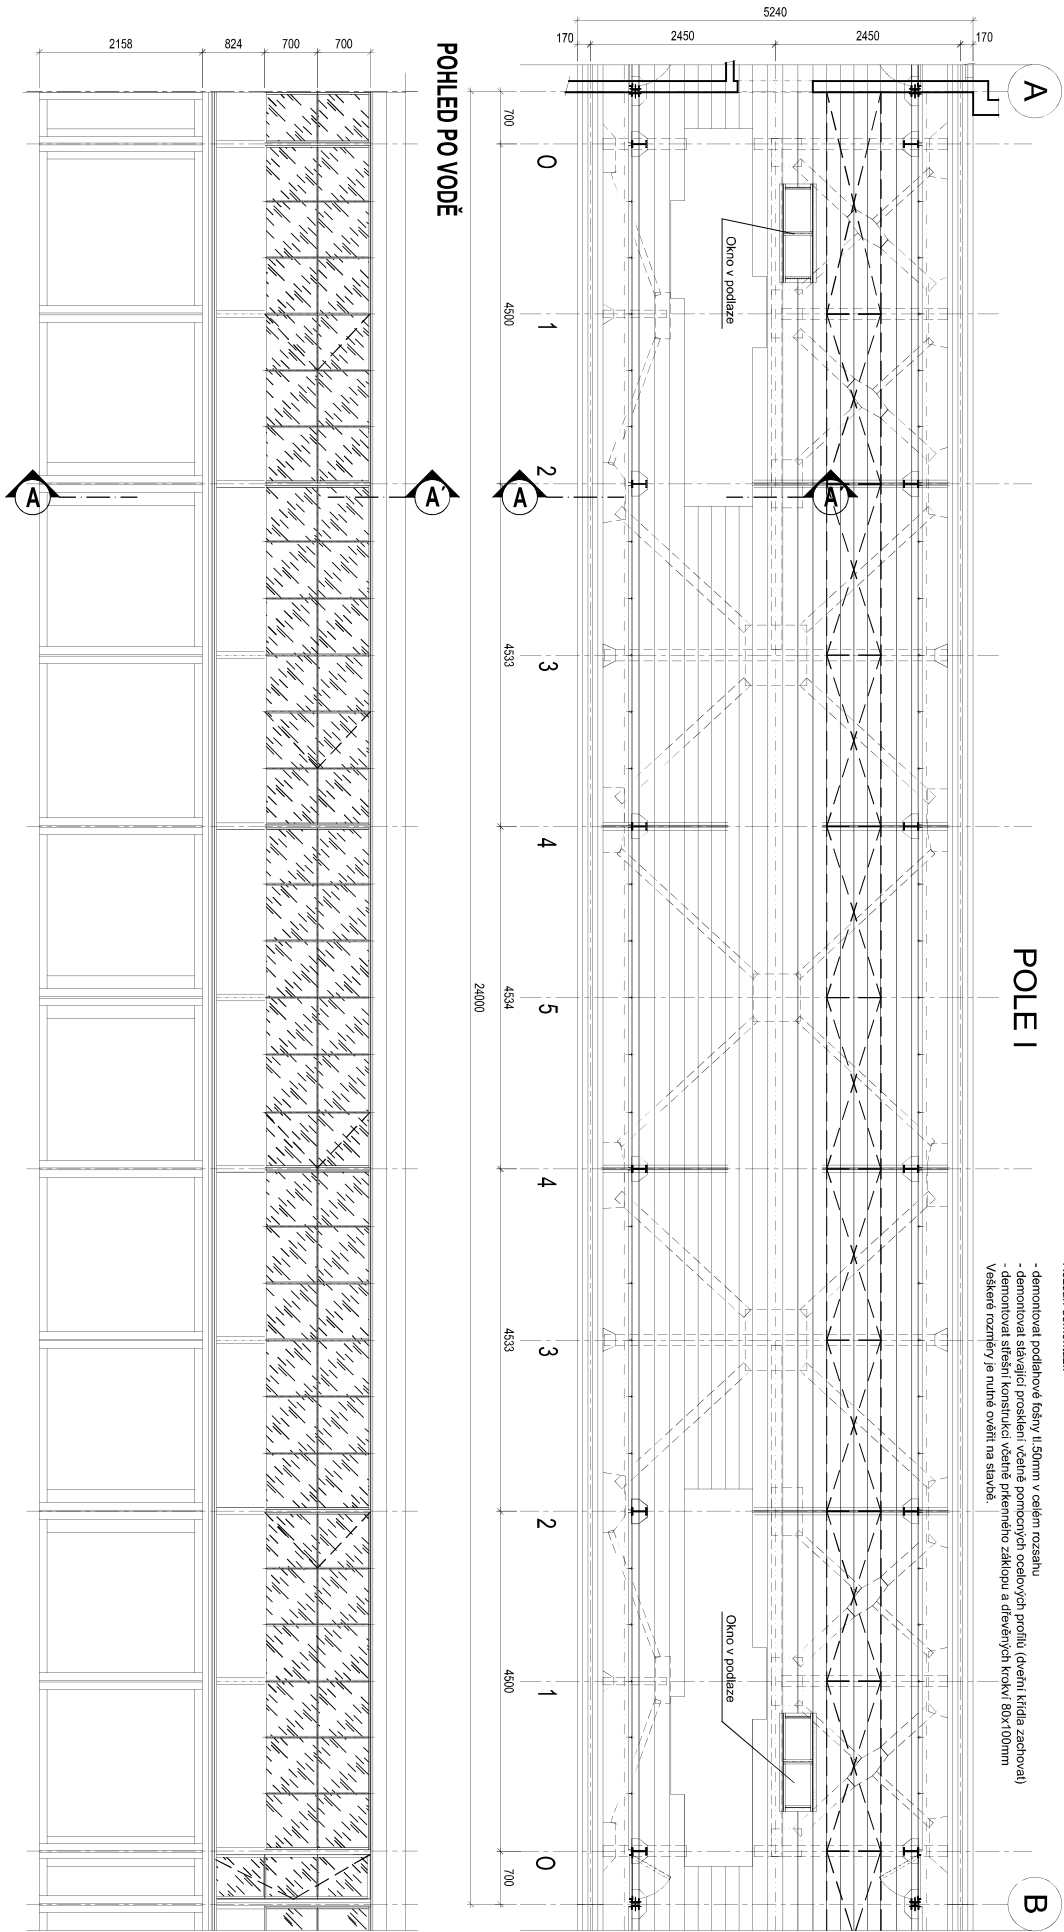 POLE I
- demontovat podlahové fošny tl.50mm v celém rozsahu
- demontovat stávající prosklení včetně pomocných ocelových profilů (dveřní křídla zachovat)
- demontovat střešní konstrukci včetně prkenného záklopu a dřevěných krokví 80x100mm
Veškeré rozměry je nutné ověřit na stavbě.
A
B
170
2450
5240
2450
170
Okno v podlaze
Okno v podlaze
A´
A
0
1
2
3
4
5
4
3
2
1
0
700
4500
4533
4534
4533
4500
700
24000
POHLED PO VODĚ
A´
A
700
700
824
2158